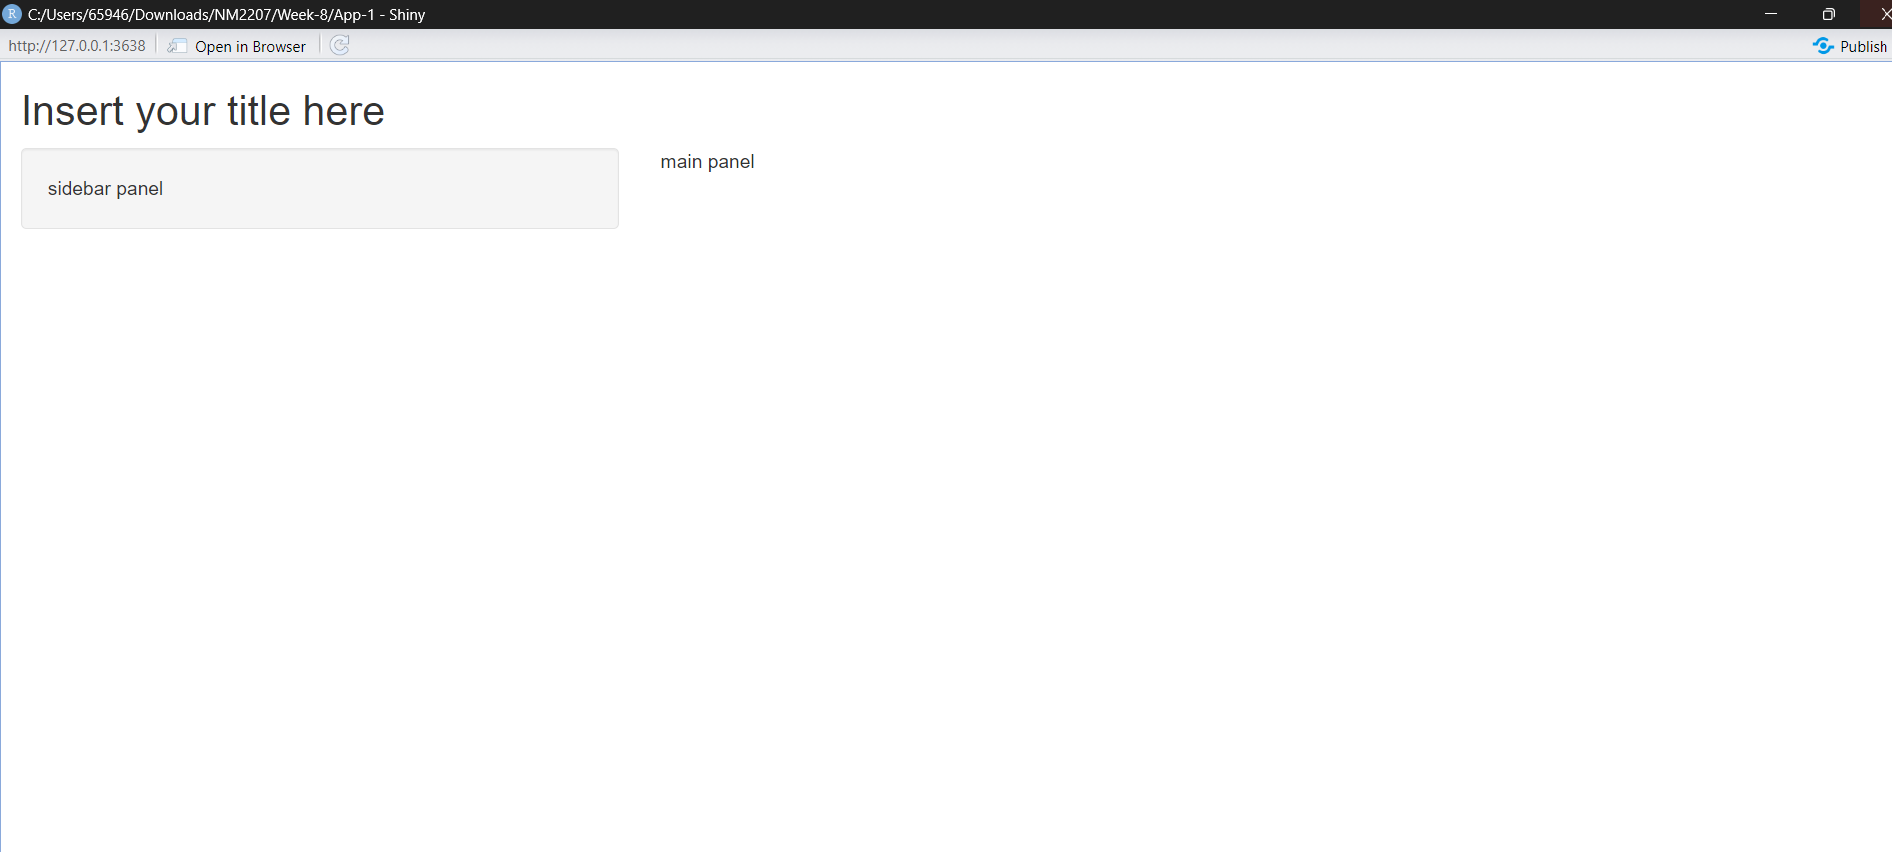 R C:/Users/65946/Downloads/NM2207/Week-8/App-1 - Shiny
http://127.0.0.1:3638 Open in Browser Publish
Insert your title here
sidebar panel
main panel